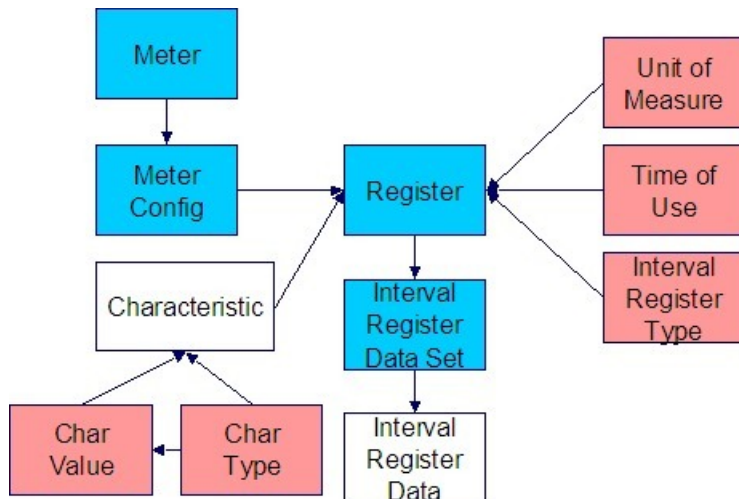 Meter
Unit of
Measure
Meter
Config
Register
Time of
Use
Characteristic
Interval
Register
Data Set
Interval
Register
Type
Char
Value
Char
Type
Interval
Register
Data